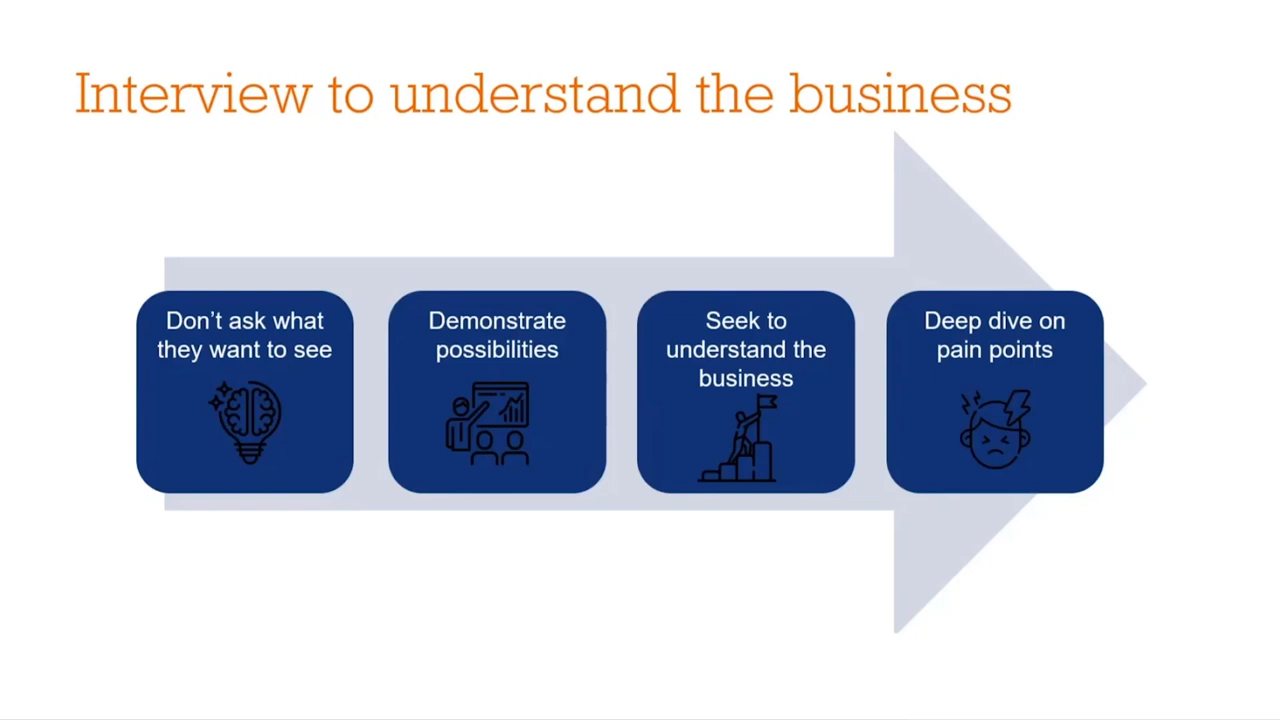 Interview to understand the business
Don’t ask what
they want to see
Demonstrate
possibilities
Seek to
understand the
business
Deep dive on
pain points